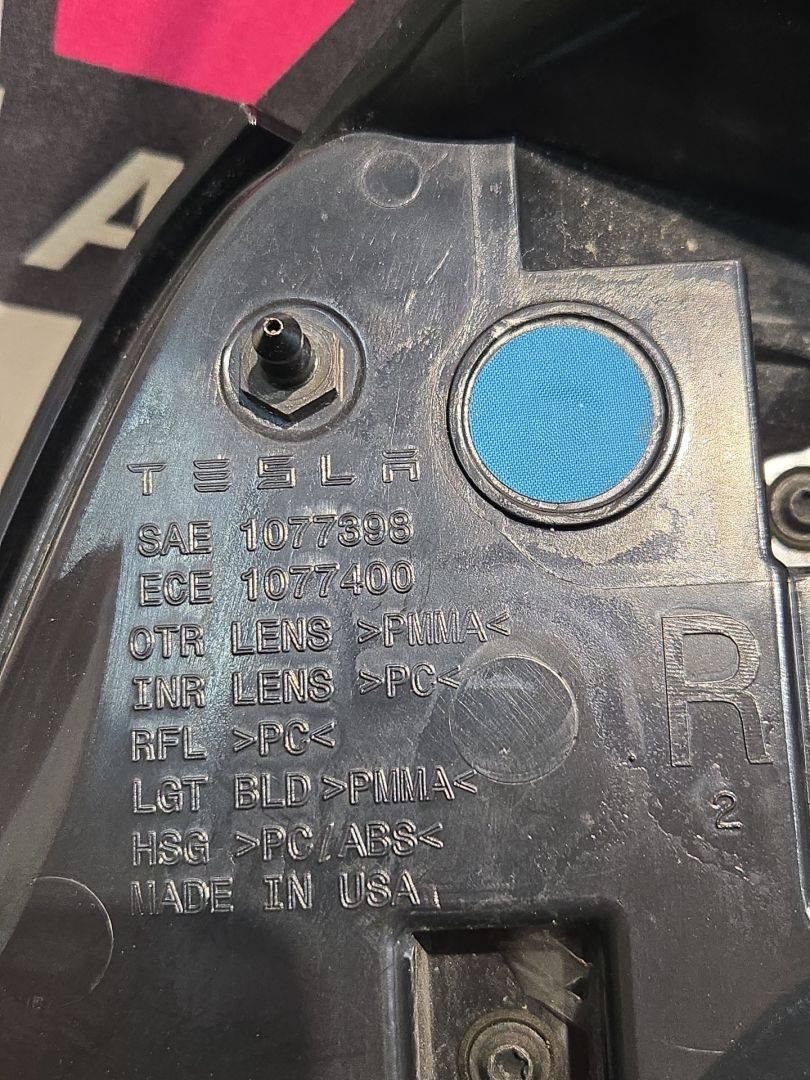 A
TESLA
SAE 1077398
ECE 1077400
OTR LENS >PMMA<
INR LENS >PC<
RFL >PC<
LGT BLD >PMMA<
HSG >PC/ABS<
MADE IN USA
R
2